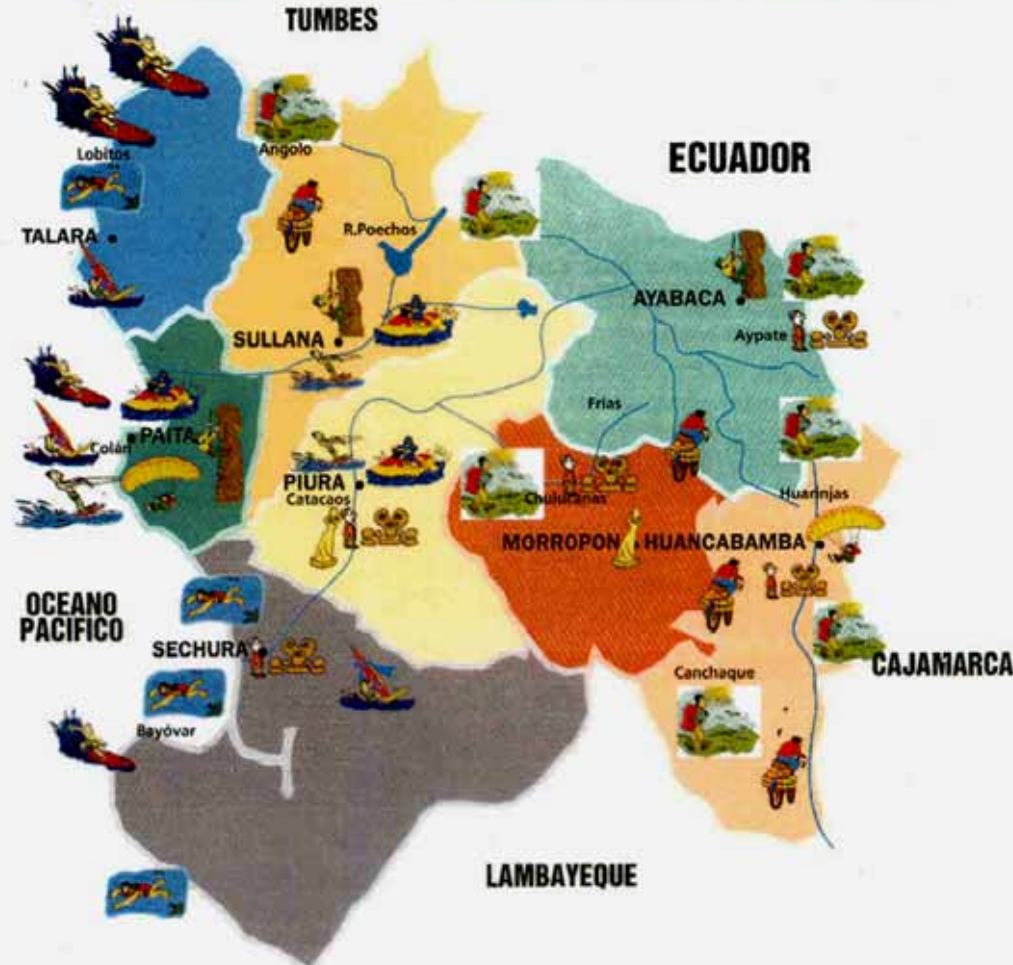 TUMBES
ECUADOR
Lobitos
Angolo
R.Poechos
TALARA
AYABACA
SULLANA
Aypate
Frías
PAITA
Colán
PIURA
Catacaos
Chulucanas
Huarinjas
MORROPON
HUANCABAMBA
OCEANO
PACIFICO
SECHURA
Canchaque
CAJAMARCA
Bayóvar
LAMBAYEQUE